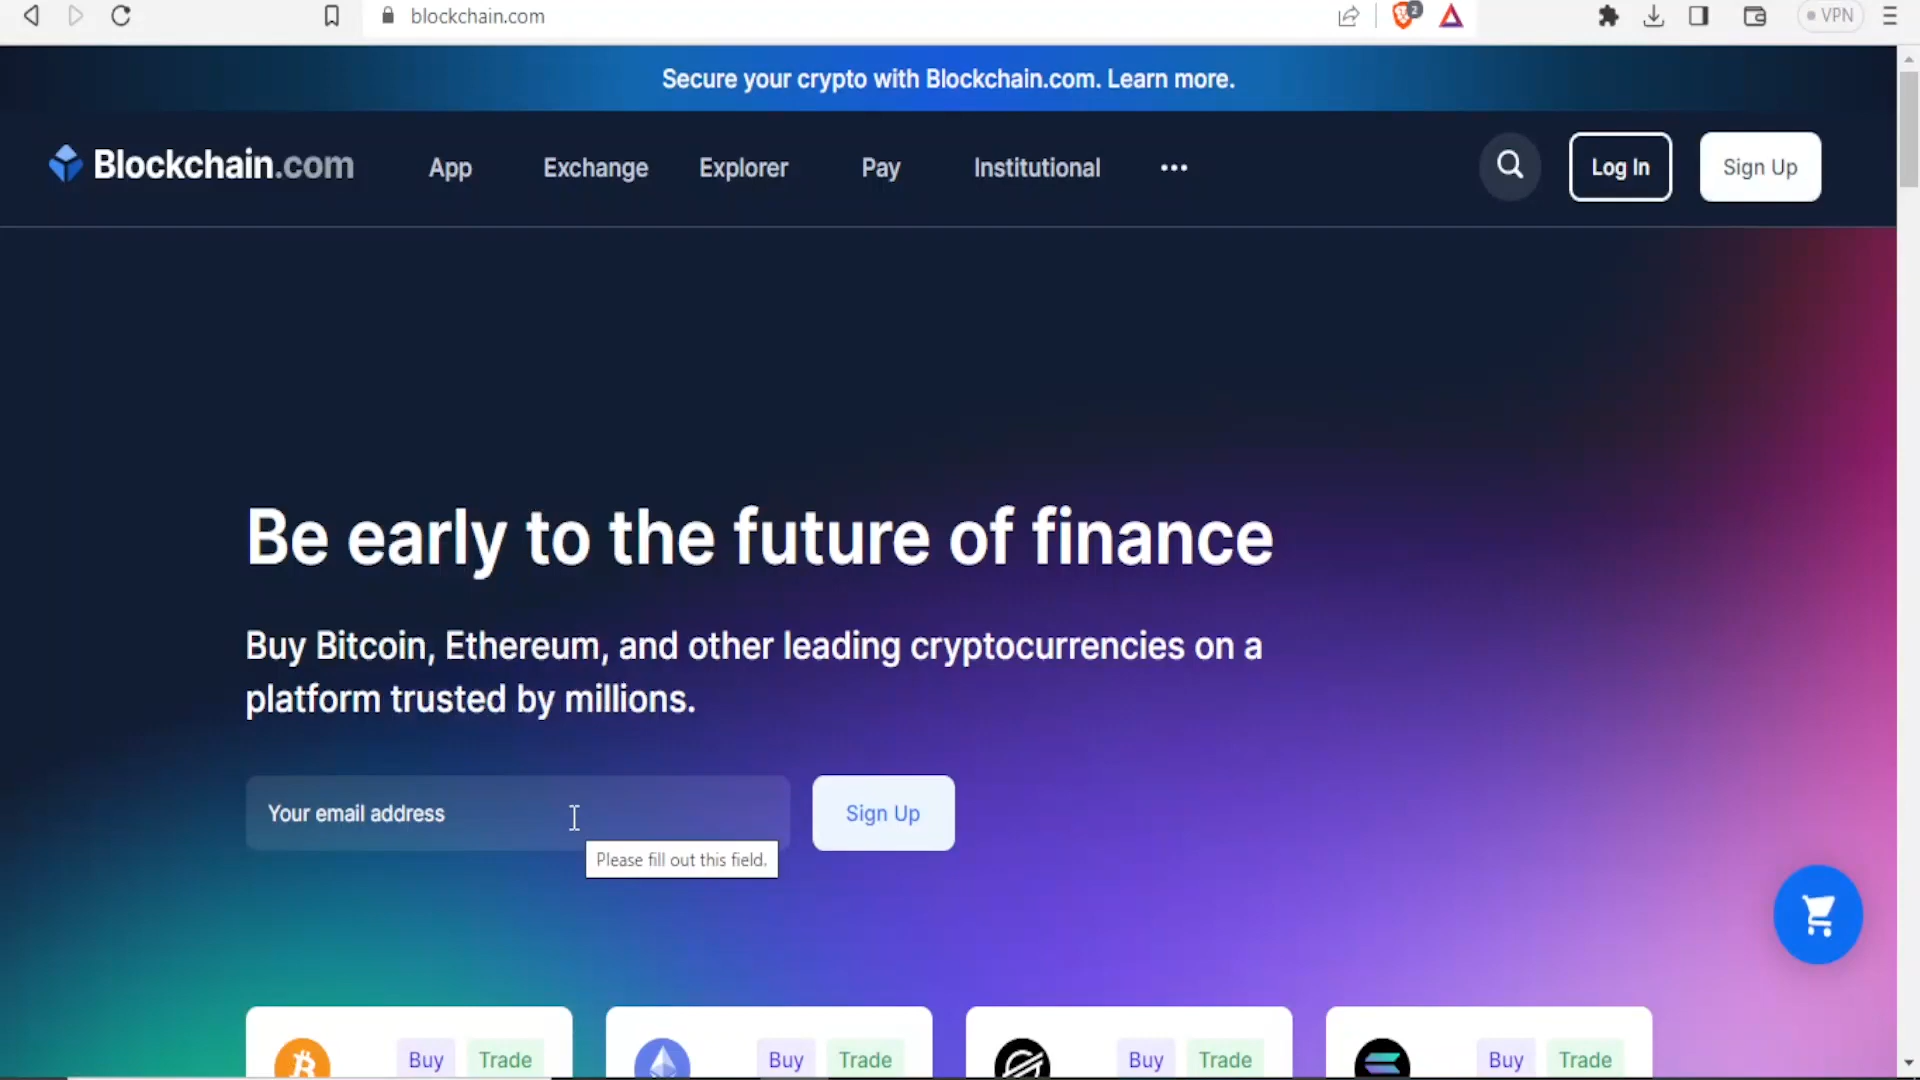 blockchain.com
2
VPN
Secure your crypto with Blockchain.com. Learn more.
Blockchain.com
App
Exchange
Explorer
Pay
Institutional
Log In
Sign Up
Be early to the future of finance
Buy Bitcoin, Ethereum, and other leading cryptocurrencies on a
platform trusted by millions.
Your email address
Sign Up
Please fill out this field.
Buy
Trade
Buy
Trade
Buy
Trade
Buy
Trade